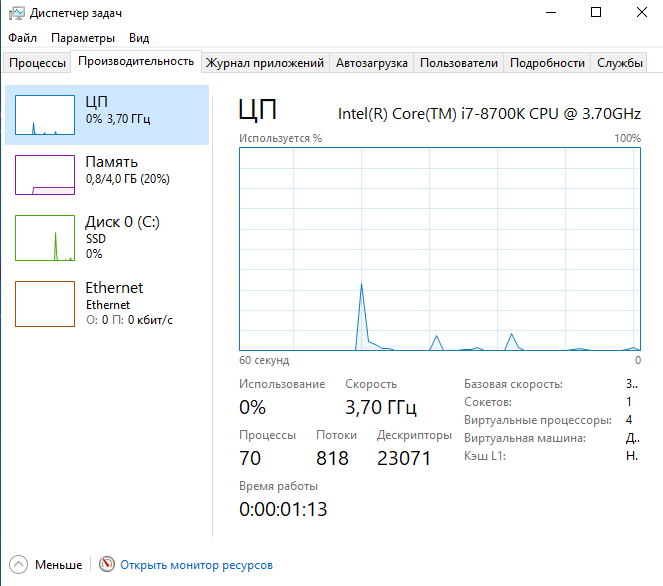 Диспетчер задач
Файл Параметры Вид
Процессы Производительность Журнал приложений Автозагрузка Пользователи Подробности Службы
ЦП
0% 3,70 ГГц
Память
0,8/4,0 ГБ (20%)
Диск 0 (C:)
SSD
0%
Ethernet
Ethernet
О: 0 П: 0 кбит/с
ЦП Intel(R) Core(TM) i7-8700K CPU @ 3.70GHz
Используется % 100%
60 секунд 0
Использование Скорость
0% 3,70 ГГц
Процессы Потоки Дескрипторы
70 818 23071
Время работы
0:00:01:13
Базовая скорость: 3..
Сокетов: 1
Виртуальные процессоры: 4
Виртуальная машина: Д..
Кэш L1: Н.
Меньше Открыть монитор ресурсов